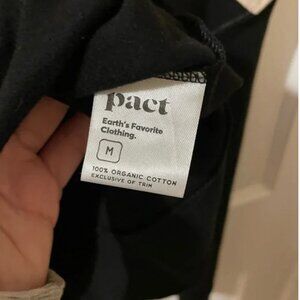 pact
Earth's Favorite
Clothing.
M
100% ORGANIC COTTON
EXCLUSIVE OF TRIM